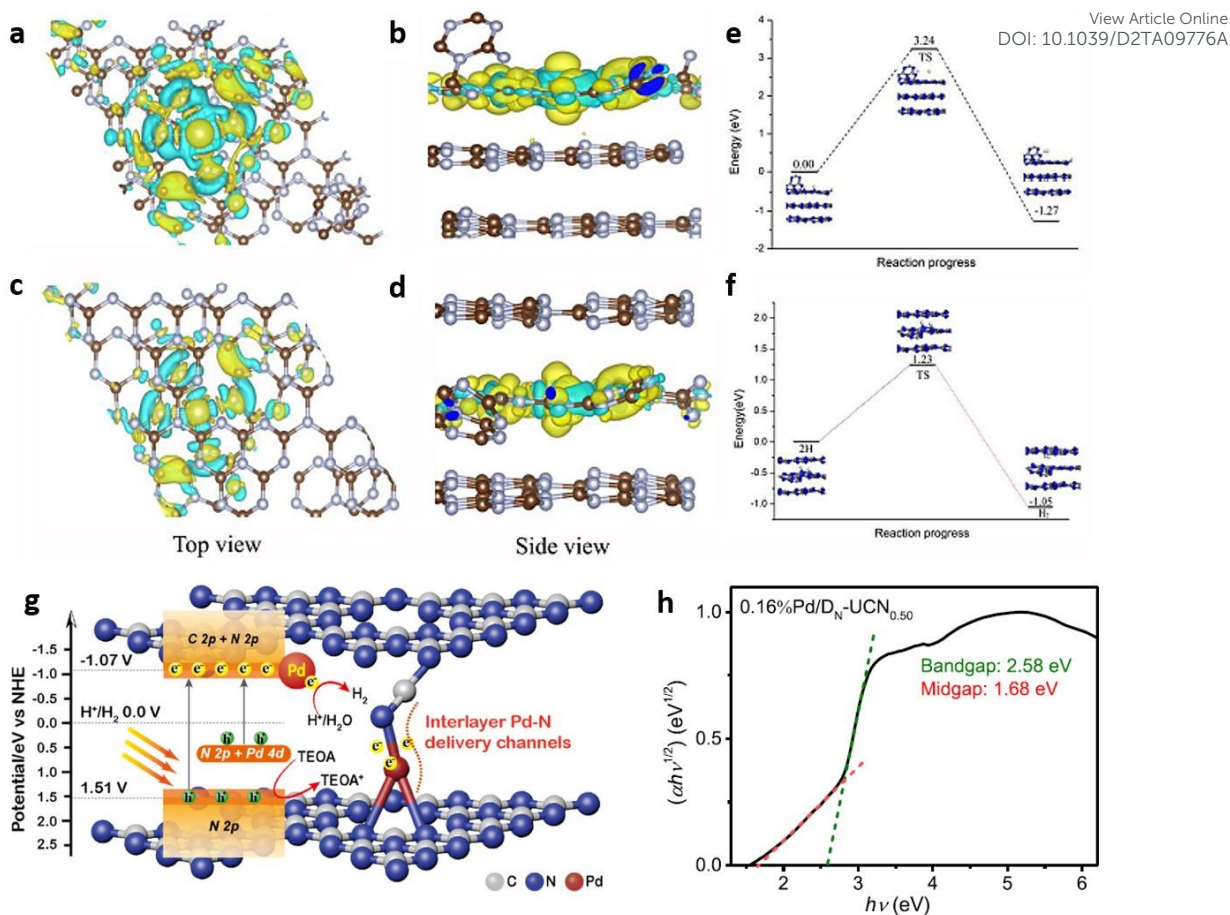 View Article Online
DOI: 10.1039/D2TA09776A
a
b
e
Energy (eV)
4
3
2
1
0
-1
-2
3.24
TS
0.00
-1.27
Reaction progress
c
d
f
Energy(eV)
2.0
1.5
1.0
0.5
0.0
-0.5
-1.0
1.23
TS
2H
-1.05
H₂
Reaction progress
Top view
Side view
g
Potential/eV vs NHE
-1.5
-1.0
-0.5
0.0
0.5
1.0
1.5
2.0
2.5
-1.07 V
H⁺/H₂ 0.0 V
1.51 V
C 2p + N 2p
e⁻ e⁻ e⁻ e⁻ e⁻
Pd
e⁻
H₂
H⁺/H₂O
h h
N 2p + Pd 4d
TEOA
TEOA⁺
h h h
N 2p
e⁻
e⁻
Interlayer Pd-N
delivery channels
C N Pd
h
0.16%Pd/D_N-UCN₀.₅₀
Bandgap: 2.58 eV
Midgap: 1.68 eV
(αhν¹ᐟ²) (eV¹ᐟ²)
1.0
0.5
0.0
2 3 4 5 6
hν (eV)